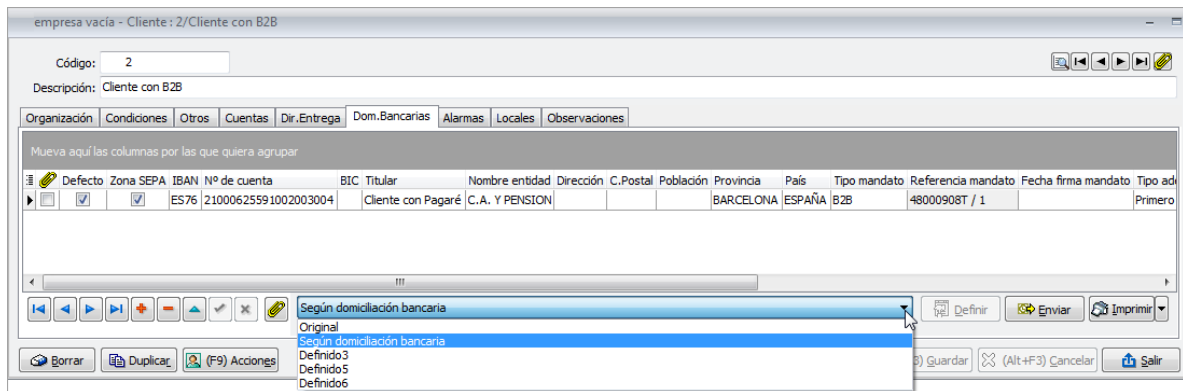 empresa vacía - Cliente : 2/Cliente con B2B
Código: 2
Descripción: Cliente con B2B
Organización Condiciones Otros Cuentas Dir.Entrega Dom.Bancarias Alarmas Locales Observaciones
Mueva aquí las columnas por las que quiera agrupar
Defecto Zona SEPA IBAN Nº de cuenta BIC Titular Nombre entidad Dirección C.Postal Población Provincia País Tipo mandato Referencia mandato Fecha firma mandato Tipo ade
ES76 21000625591002003004 Cliente con Pagaré C.A. Y PENSION BARCELONA ESPAÑA B2B 48000908T / 1 Primero
Según domiciliación bancaria Definir Enviar Imprimir
Original
Según domiciliación bancaria
Definido3
Definido5
Definido6
Borrar Duplicar (F9) Acciones 3) Guardar (Alt+F3) Cancelar Salir